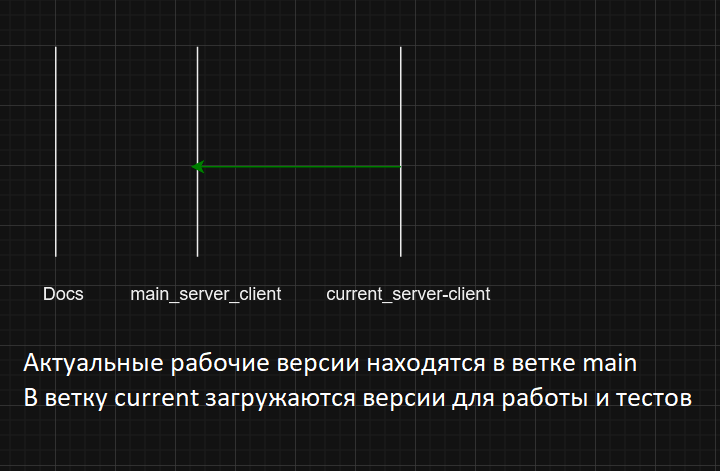 Docs main_server_client current_server-client
Актуальные рабочие версии находятся в ветке main
В ветку current загружаются версии для работы и тестов